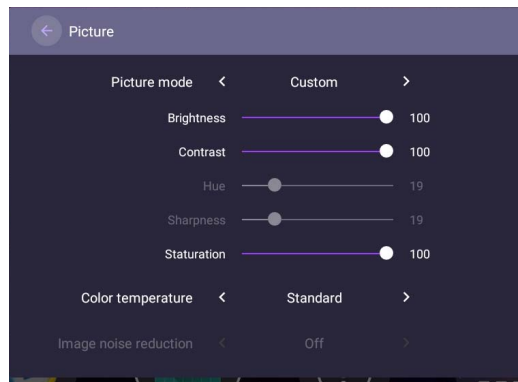 Picture
Picture mode < Custom >
Brightness 100
Contrast 100
Hue 19
Sharpness 19
Staturation 100
Color temperature < Standard >
Image noise reduction < Off >